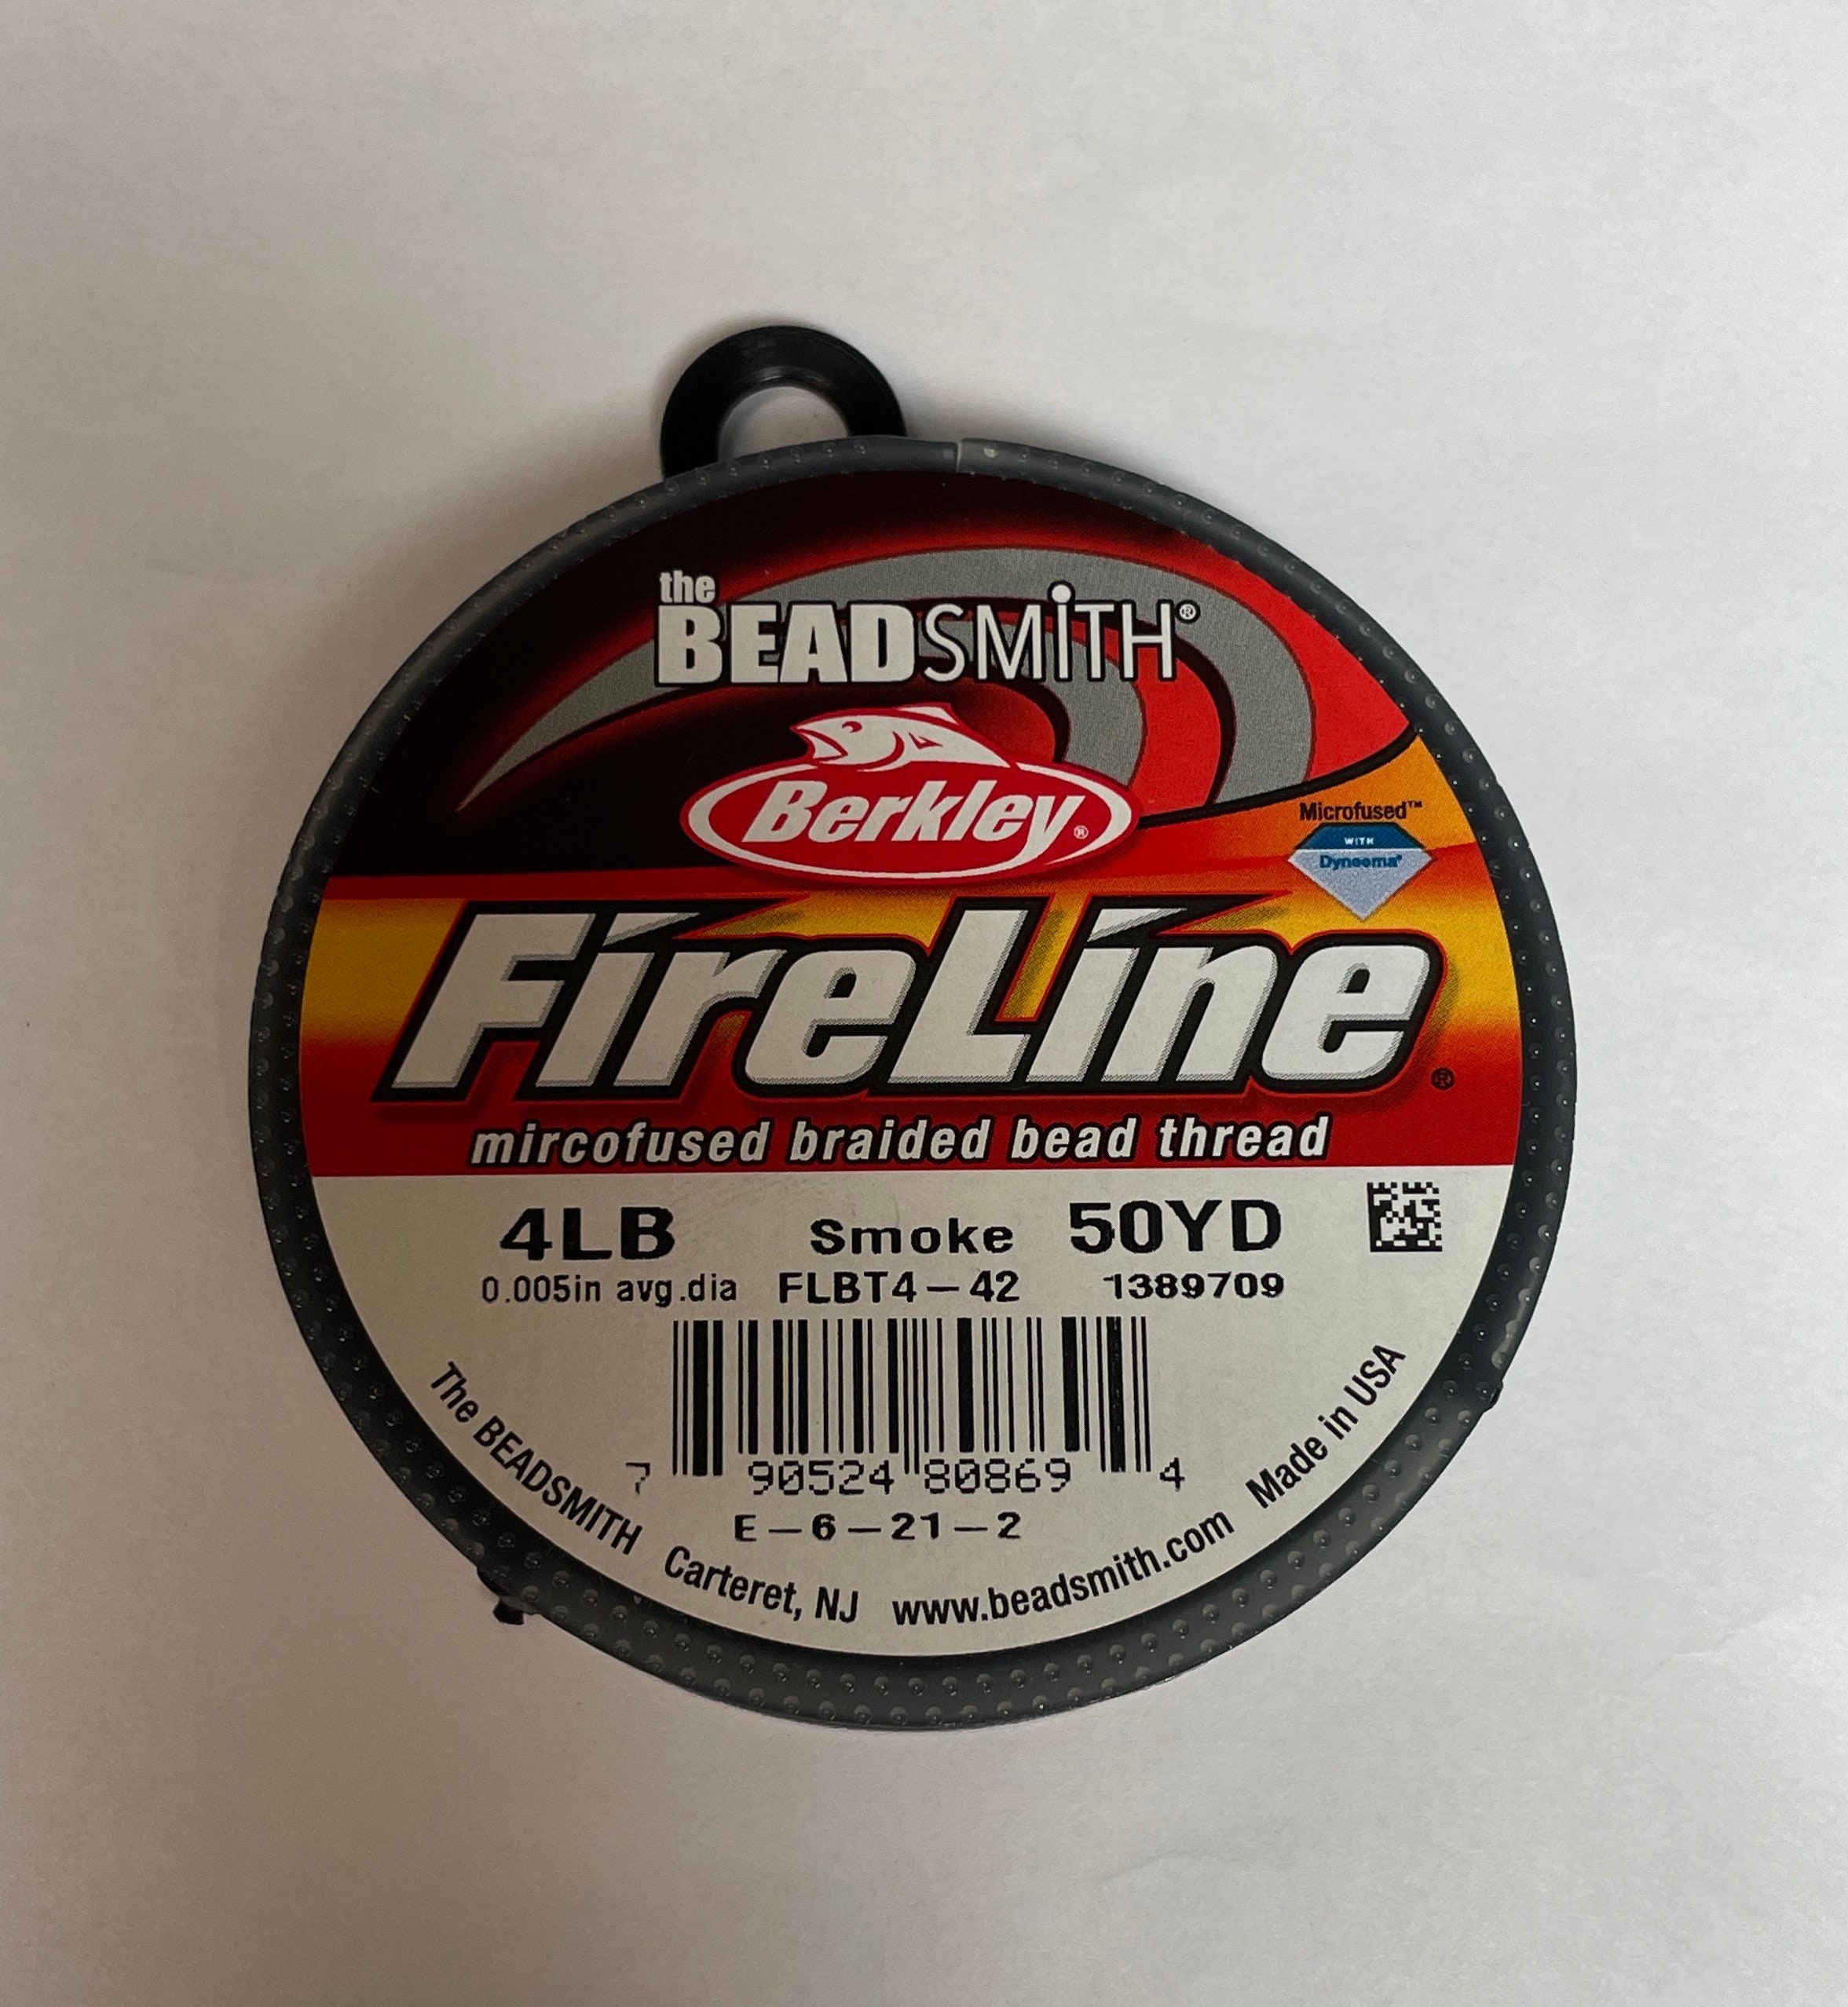 the
BEADSMiTH®
Berkley®
Microfused™
WITH
Dyneema®
FireLine®
mircofused braided bead thread
4LB Smoke 50YD
0.005in avg.dia FLBT4-42 1389709
7 90524 80869 4
E-6-21-2
The BEADSMITH Carteret, NJ www.beadsmith.com Made in USA